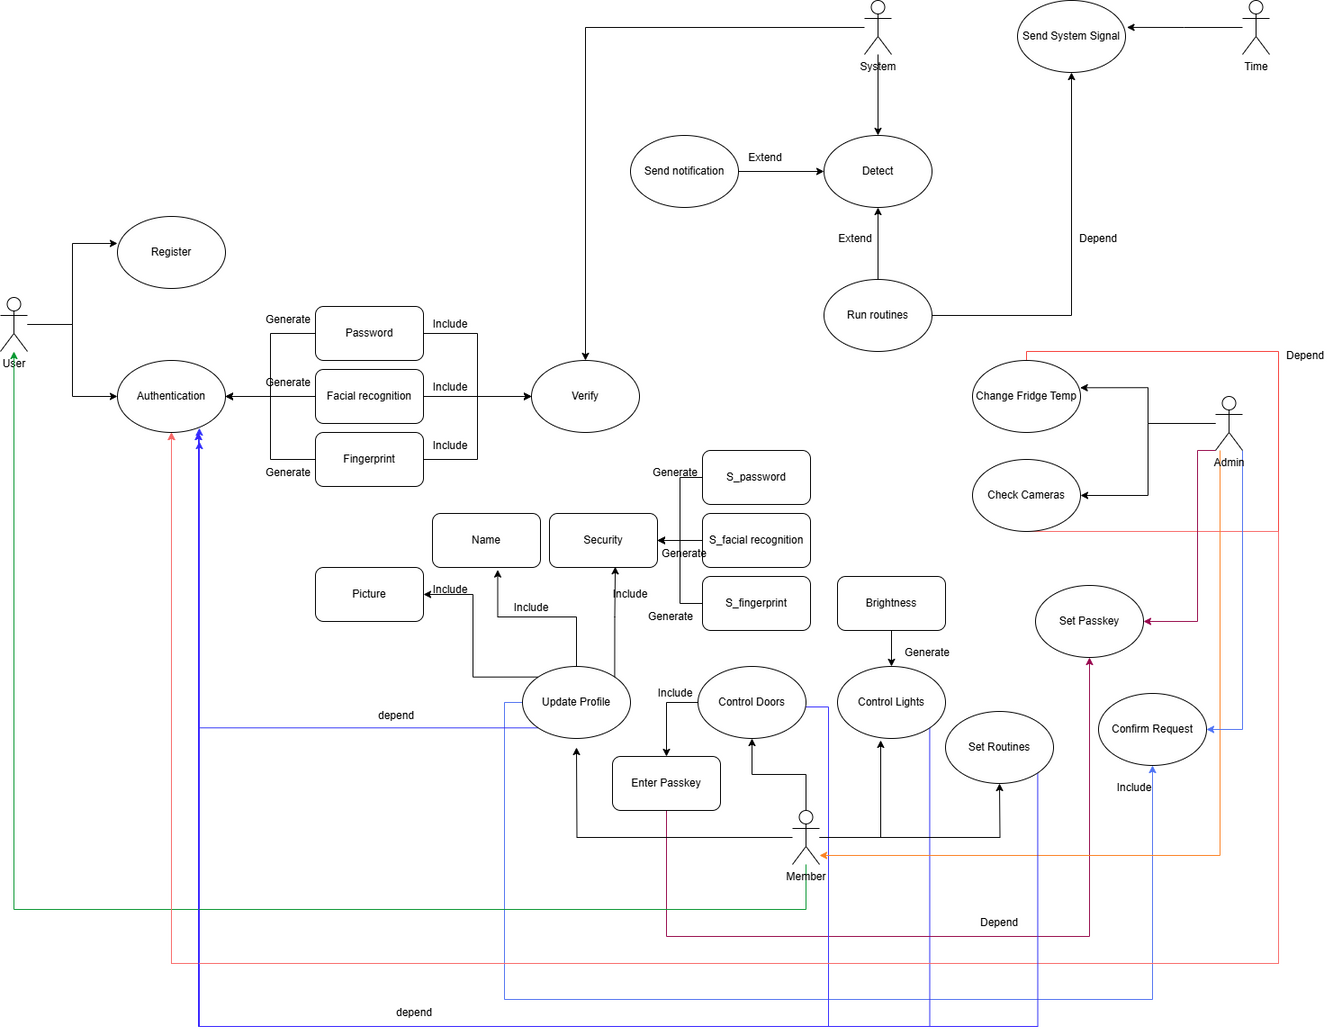 System
Send System Signal
Time
Send notification
Extend
Detect
Extend
Depend
Register
Run routines
User
Generate
Password
Include
Generate
Facial recognition
Include
Authentication
Verify
Generate
Fingerprint
Include
Depend
Change Fridge Temp
Admin
Check Cameras
Generate
S_password
Name
Security
Generate
S_facial recognition
Picture
Include
Include
Include
Generate
S_fingerprint
Brightness
Generate
Set Passkey
Update Profile
Include
Control Doors
Control Lights
depend
Set Routines
Confirm Request
Enter Passkey
Include
Member
Depend
depend